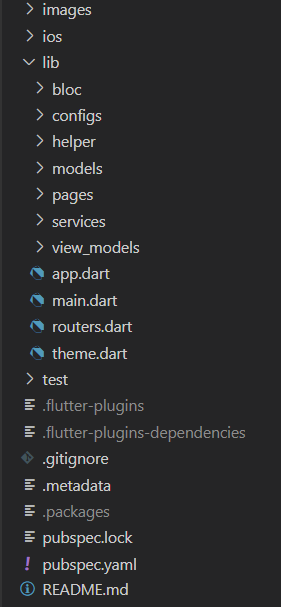 images
ios
lib
bloc
configs
helper
models
pages
services
view_models
app.dart
main.dart
routers.dart
theme.dart
test
.flutter-plugins
.flutter-plugins-dependencies
.gitignore
.metadata
.packages
pubspec.lock
pubspec.yaml
README.md